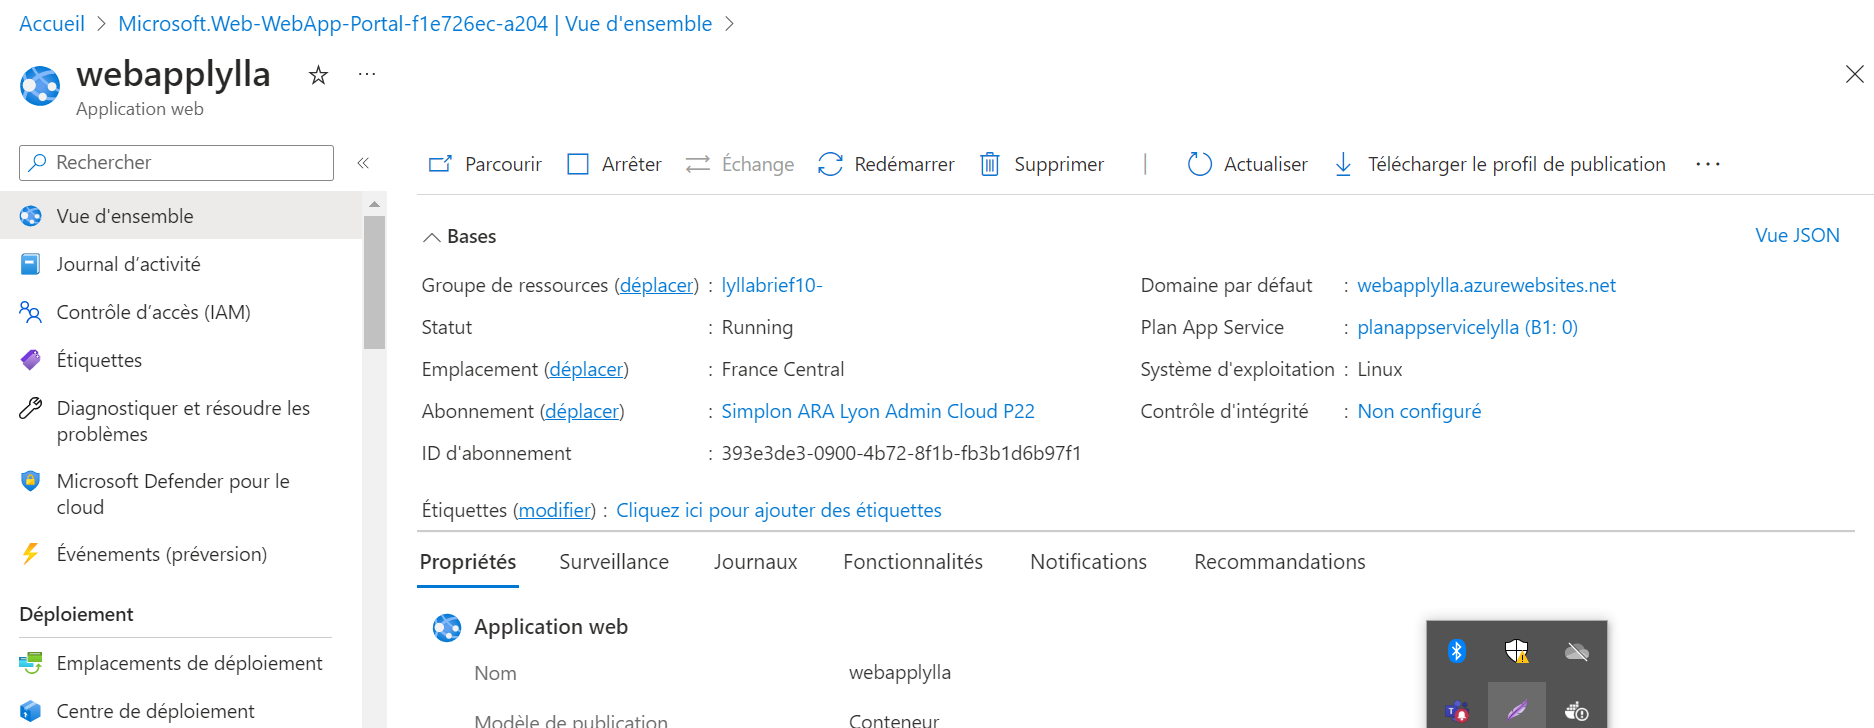 Accueil > Microsoft.Web-WebApp-Portal-f1e726ec-a204 | Vue d'ensemble >
webapplylla
Application web
Rechercher
Vue d'ensemble
Journal d’activité
Contrôle d’accès (IAM)
Étiquettes
Diagnostiquer et résoudre les
problèmes
Microsoft Defender pour le
cloud
Événements (préversion)
Déploiement
Emplacements de déploiement
Centre de déploiement
Parcourir Arrêter Échange Redémarrer Supprimer | Actualiser Télécharger le profil de publication ...
Bases
Vue JSON
Groupe de ressources (déplacer) : lyllabrief10-
Statut : Running
Emplacement (déplacer) : France Central
Abonnement (déplacer) : Simplon ARA Lyon Admin Cloud P22
ID d'abonnement : 393e3de3-0900-4b72-8f1b-fb3b1d6b97f1
Domaine par défaut : webapplylla.azurewebsites.net
Plan App Service : planappservicelylla (B1: 0)
Système d'exploitation : Linux
Contrôle d'intégrité : Non configuré
Étiquettes (modifier) : Cliquez ici pour ajouter des étiquettes
Propriétés Surveillance Journaux Fonctionnalités Notifications Recommandations
Application web
Nom webapplylla
Modèle de publication Conteneur